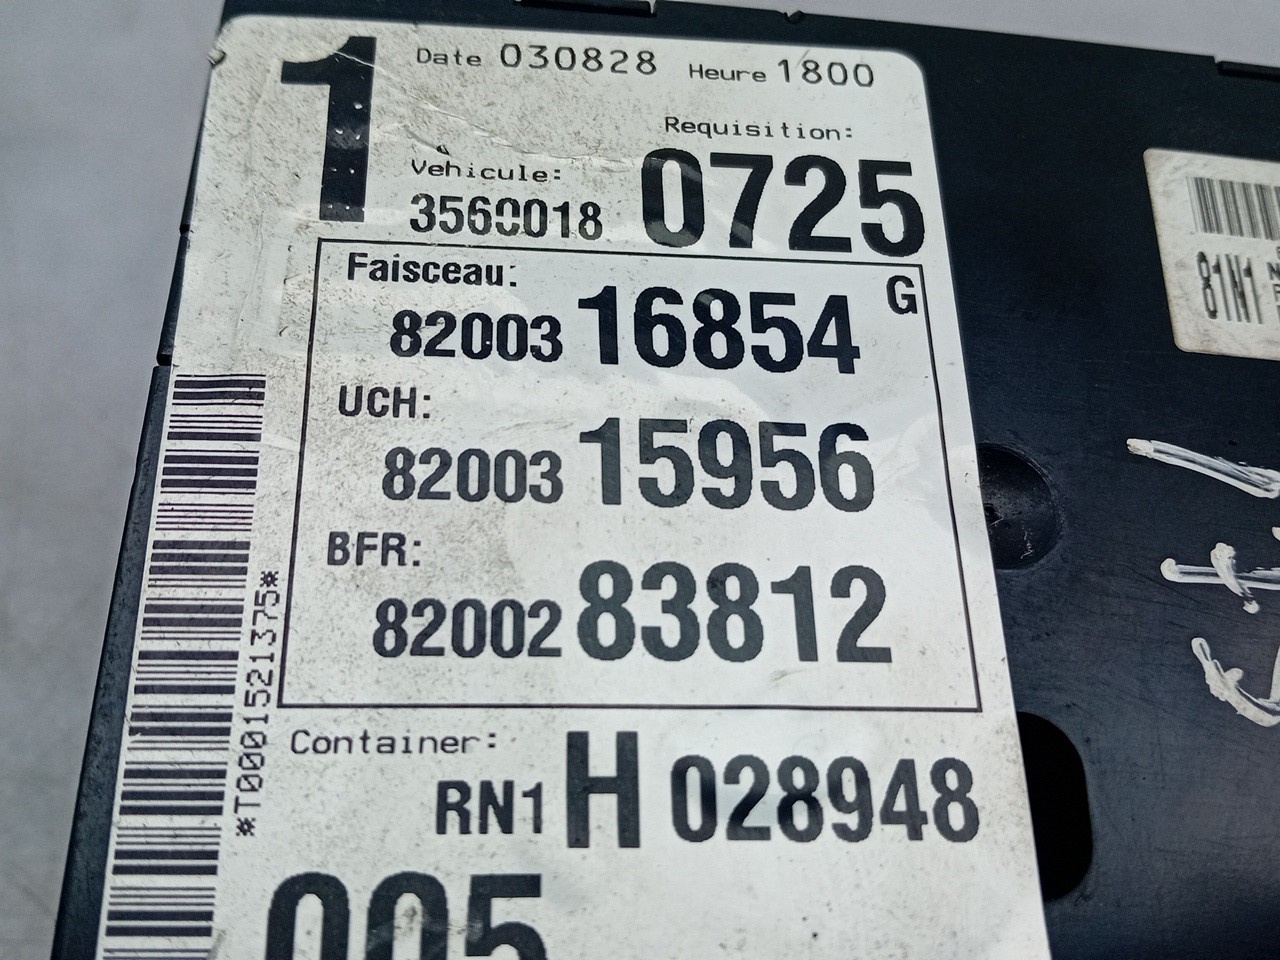 1
Date 030828 Heure 1800
Requisition:
Vehicule:
3560018 0725
Faisceau: G
82003 16854
UCH:
82003 15956
BFR:
82002 83812
Container:
RN1 H 028948
005
*T0001521375*
81N1